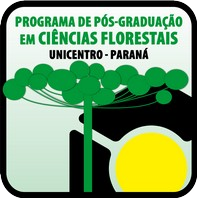 PROGRAMA DE PÓS-GRADUAÇÃO
EM CIÊNCIAS FLORESTAIS
UNICENTRO - PARANÁ